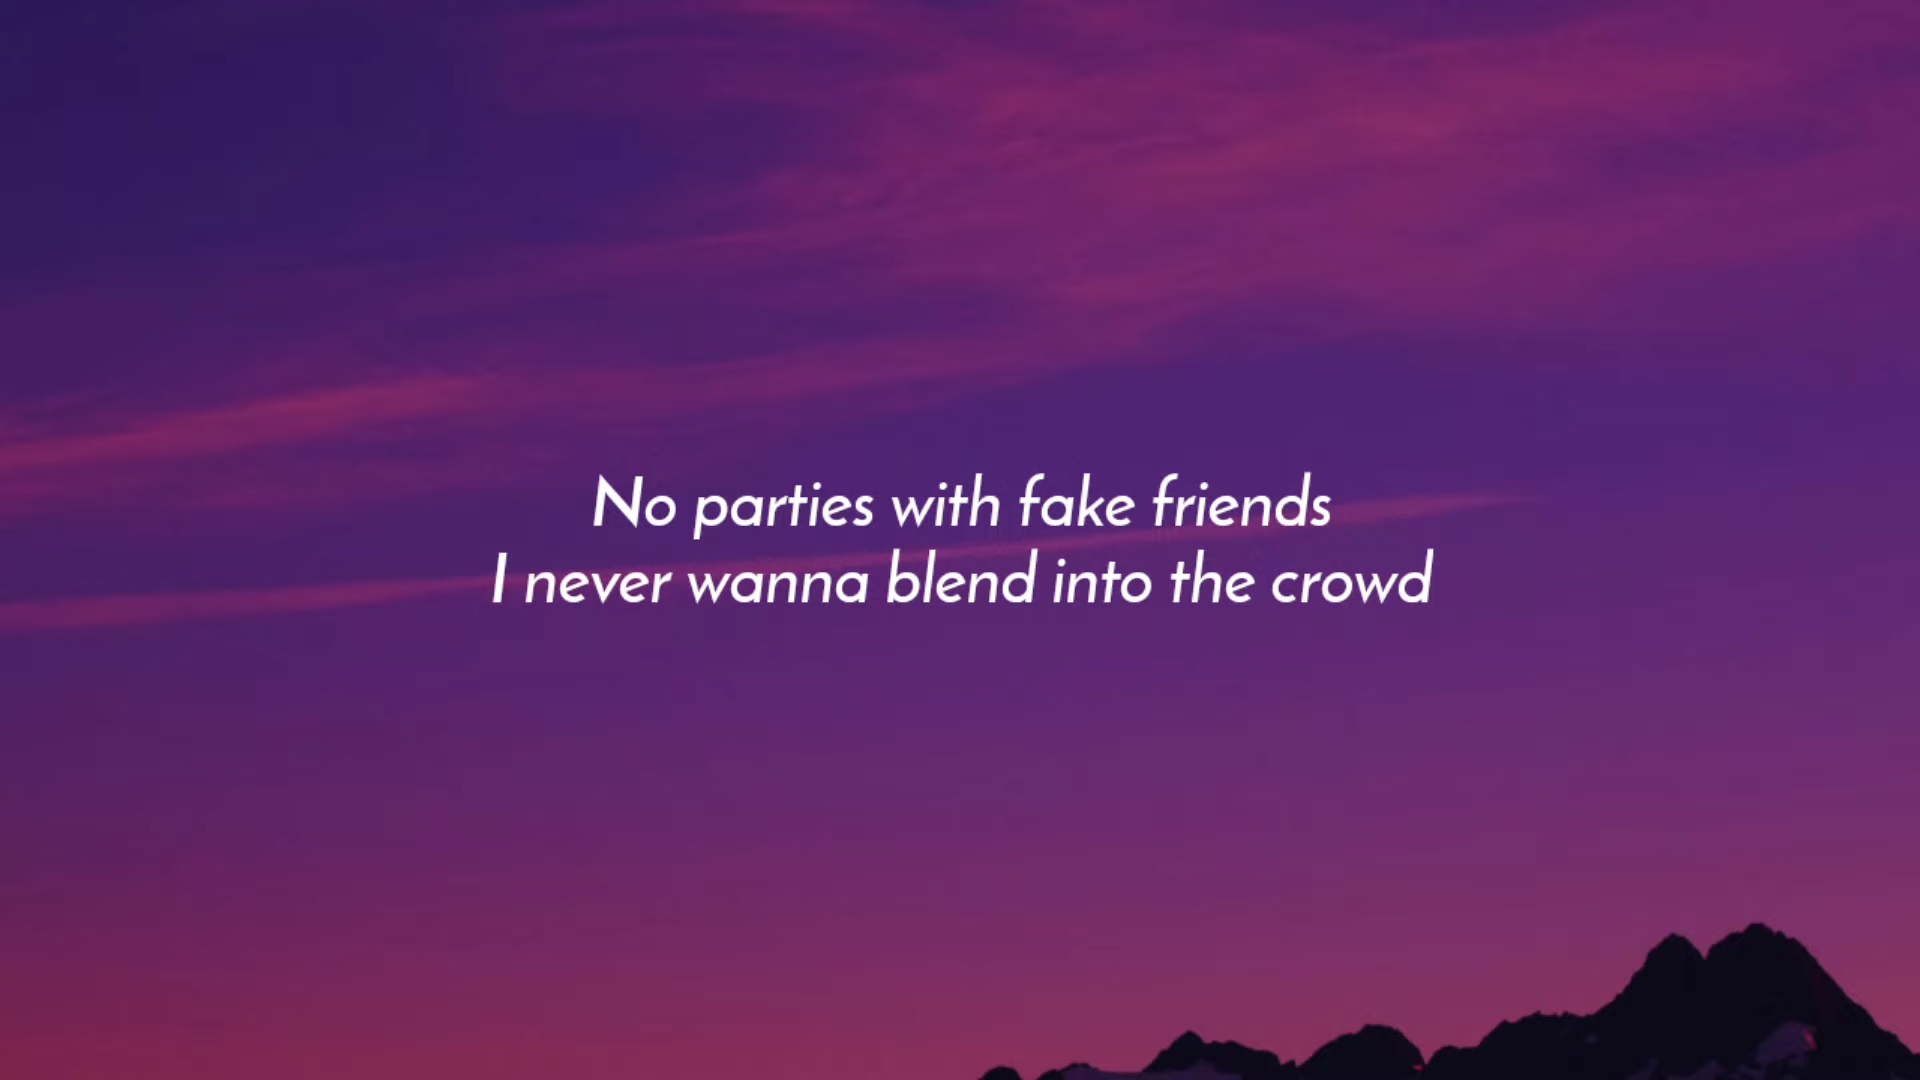 No parties with fake friends
I never wanna blend into the crowd